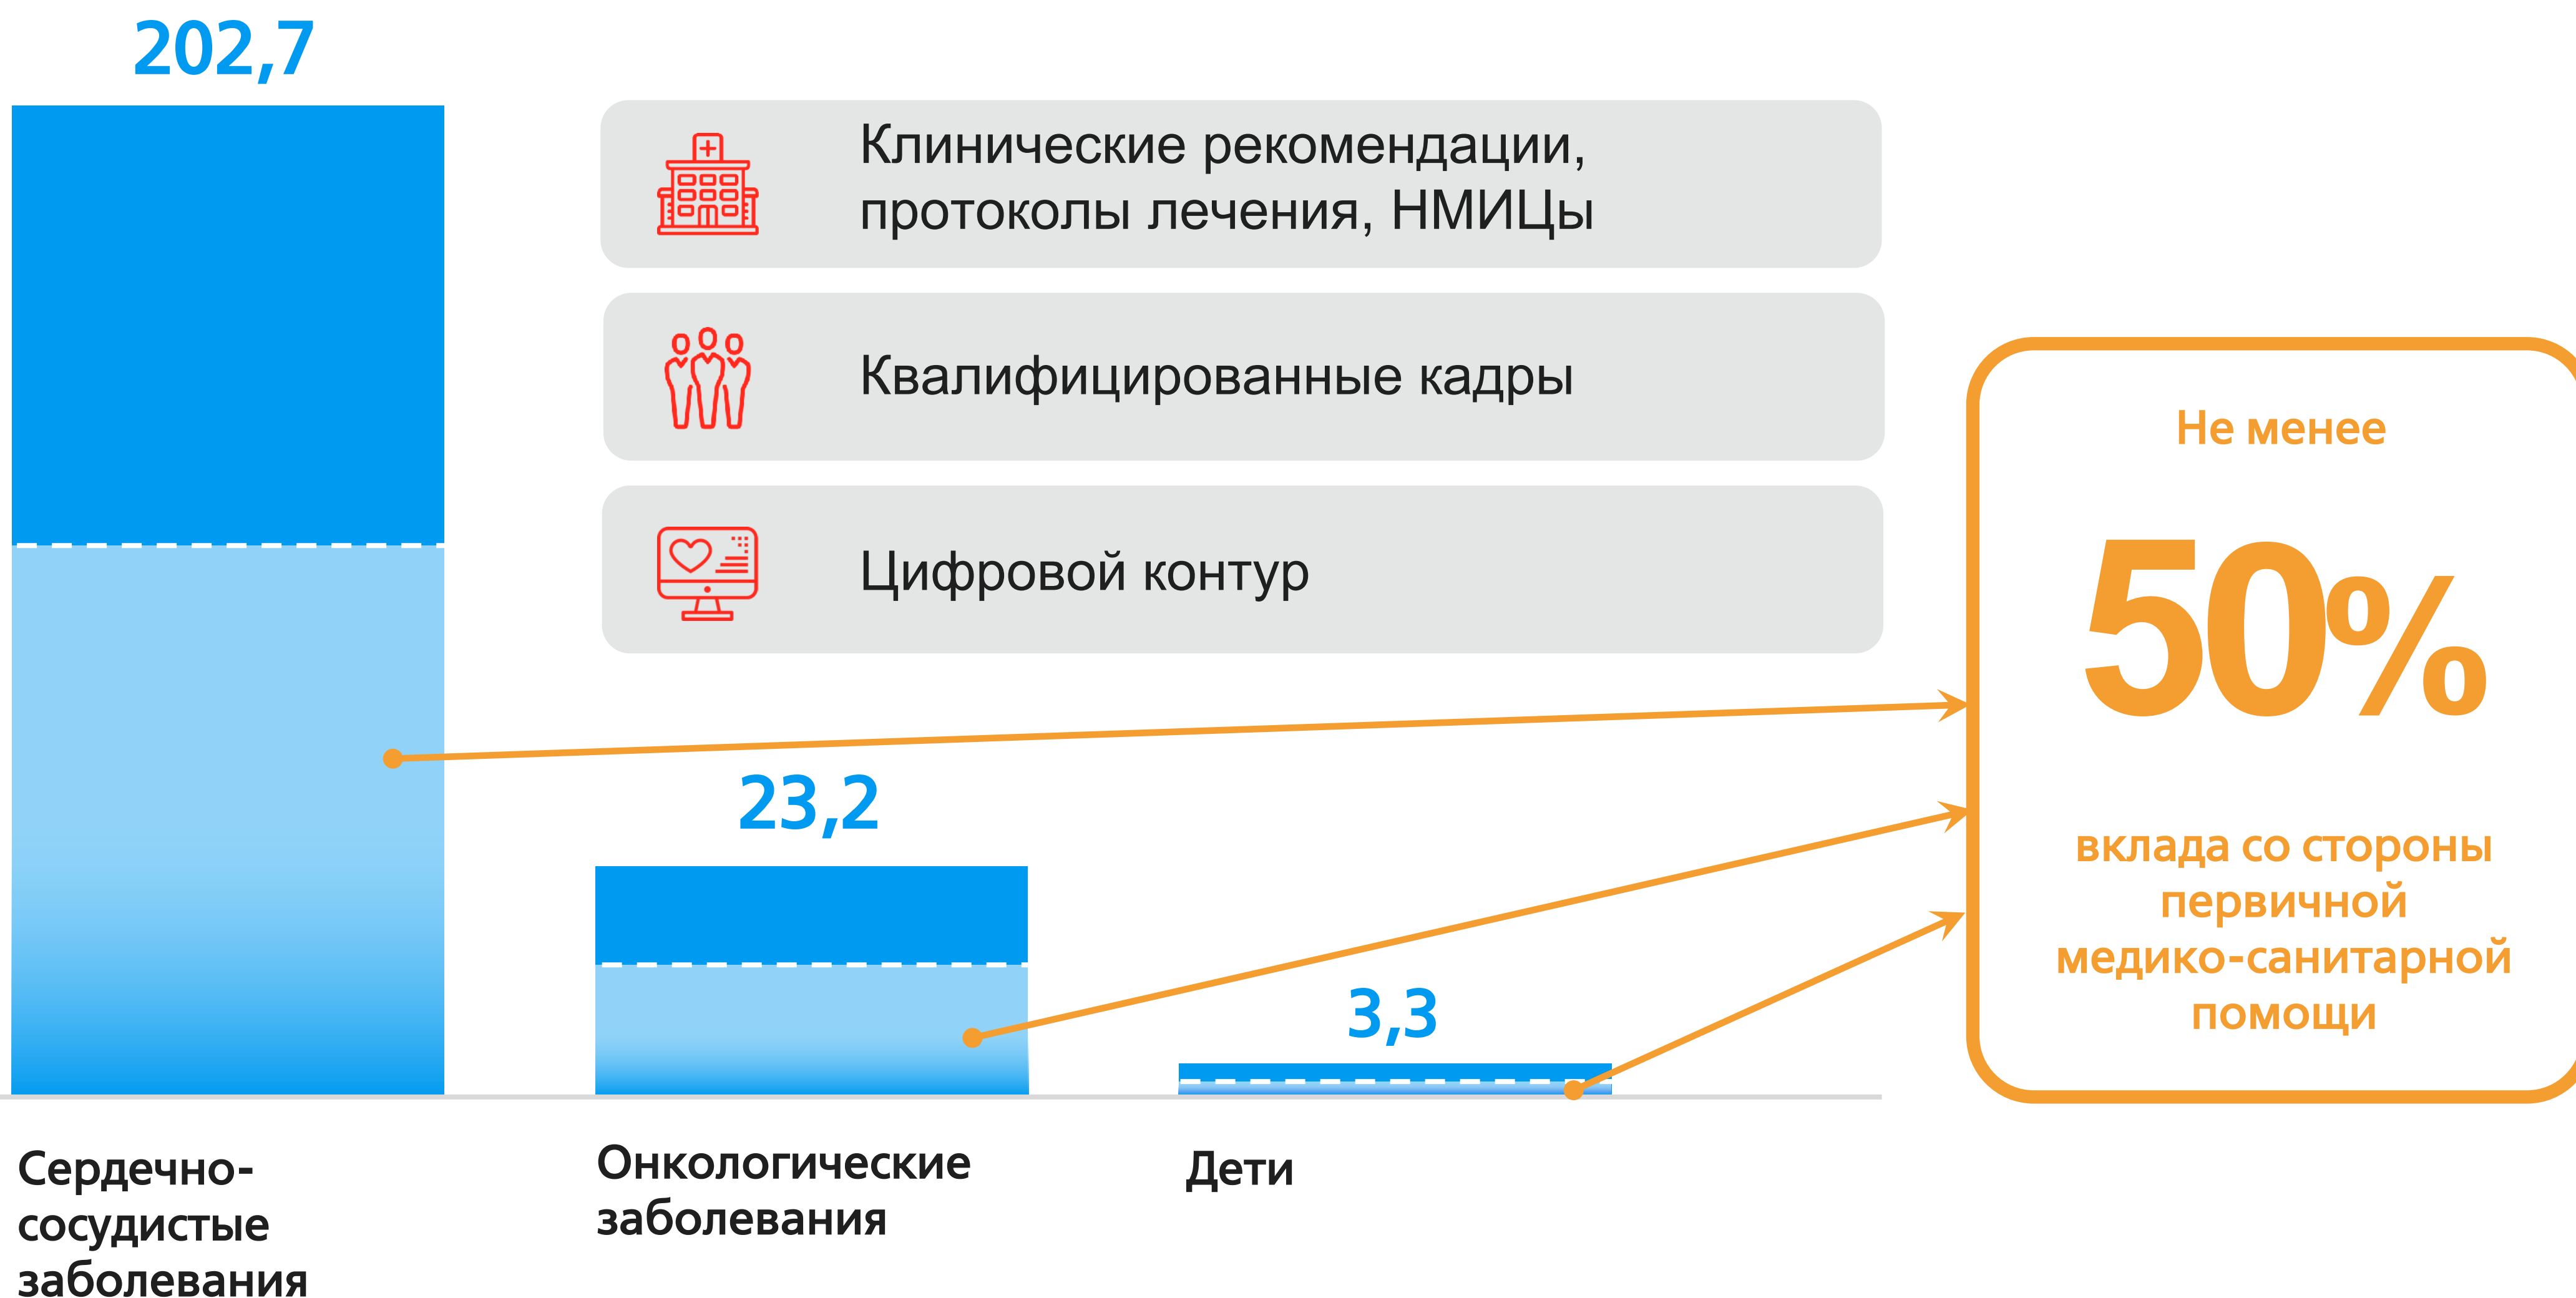 202,7
Клинические рекомендации,
протоколы лечения, НМИЦы
Квалифицированные кадры
Цифровой контур
Не менее
50%
вклада со стороны
первичной
медико-санитарной
помощи
23,2
3,3
Сердечно-
сосудистые
заболевания
Онкологические
заболевания
Дети